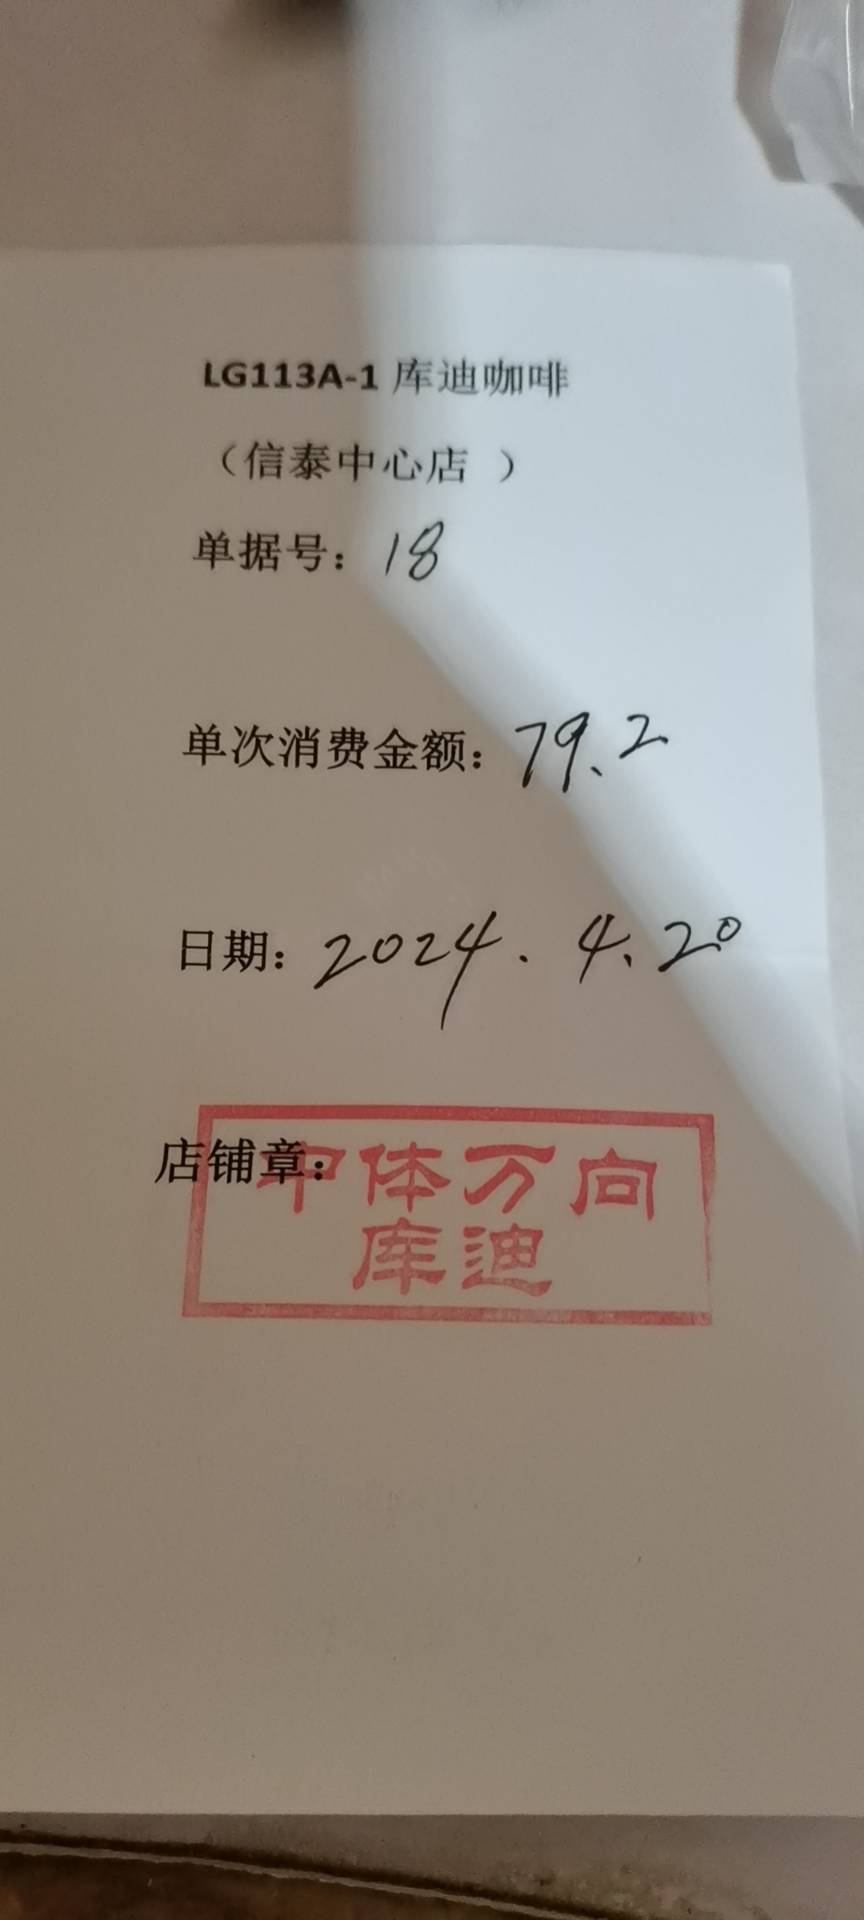 LG113A-1 库迪咖啡
（信泰中心店 ）
单据号：18
单次消费金额：79.2
日期：2024.4.20
店铺章：
中体万向
库迪